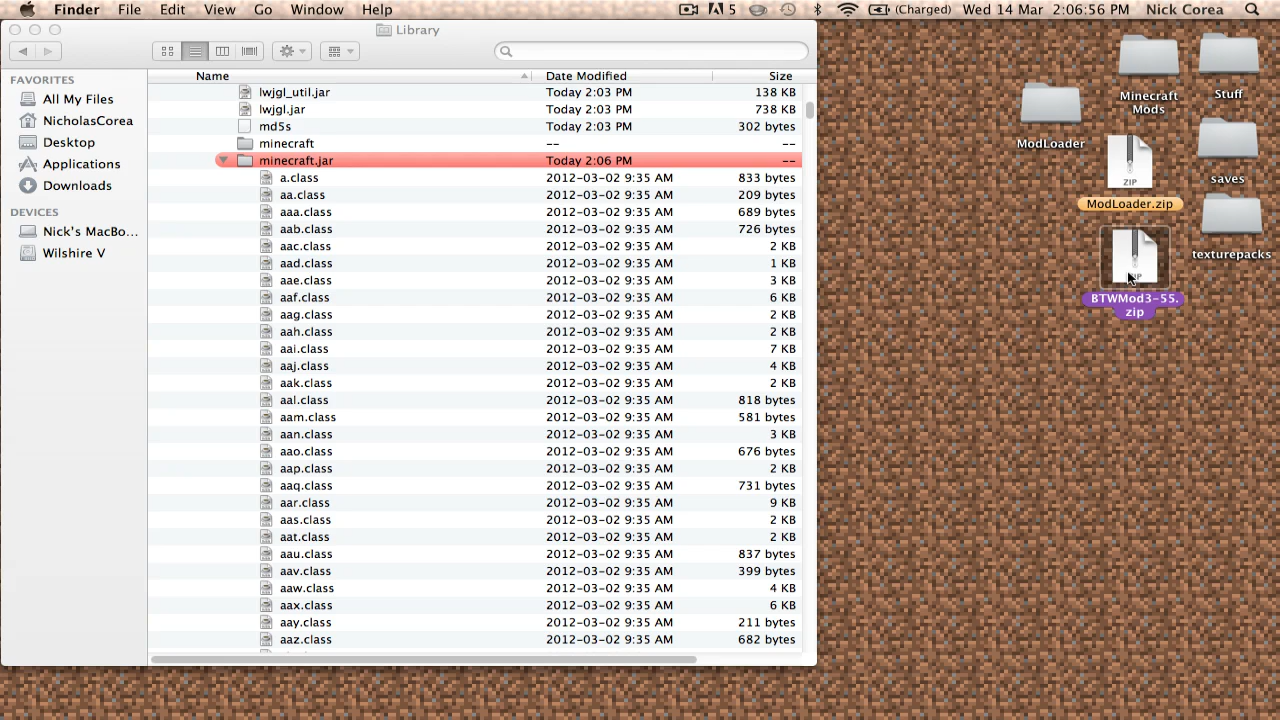 Finder File Edit View Go Window Help 5 (Charged) Wed 14 Mar 2:06:56 PM Nick Corea
Library
FAVORITES
All My Files
NicholasCorea
Desktop
Applications
Downloads
DEVICES
Nick's MacBo...
Wilshire V
Name Date Modified Size
lwjgl_util.jar Today 2:03 PM 138 KB
lwjgl.jar Today 2:03 PM 738 KB
md5s Today 2:03 PM 302 bytes
minecraft -- --
minecraft.jar Today 2:06 PM --
a.class 2012-03-02 9:35 AM 833 bytes
aa.class 2012-03-02 9:35 AM 209 bytes
aaa.class 2012-03-02 9:35 AM 689 bytes
aab.class 2012-03-02 9:35 AM 726 bytes
aac.class 2012-03-02 9:35 AM 2 KB
aad.class 2012-03-02 9:35 AM 1 KB
aae.class 2012-03-02 9:35 AM 3 KB
aaf.class 2012-03-02 9:35 AM 6 KB
aag.class 2012-03-02 9:35 AM 2 KB
aah.class 2012-03-02 9:35 AM 2 KB
aai.class 2012-03-02 9:35 AM 7 KB
aaj.class 2012-03-02 9:35 AM 4 KB
aak.class 2012-03-02 9:35 AM 2 KB
aal.class 2012-03-02 9:35 AM 818 bytes
aam.class 2012-03-02 9:35 AM 581 bytes
aan.class 2012-03-02 9:35 AM 3 KB
aao.class 2012-03-02 9:35 AM 676 bytes
aap.class 2012-03-02 9:35 AM 2 KB
aaq.class 2012-03-02 9:35 AM 731 bytes
aar.class 2012-03-02 9:35 AM 9 KB
aas.class 2012-03-02 9:35 AM 2 KB
aat.class 2012-03-02 9:35 AM 2 KB
aau.class 2012-03-02 9:35 AM 837 bytes
aav.class 2012-03-02 9:35 AM 399 bytes
aaw.class 2012-03-02 9:35 AM 4 KB
aax.class 2012-03-02 9:35 AM 6 KB
aay.class 2012-03-02 9:35 AM 211 bytes
aaz.class 2012-03-02 9:35 AM 682 bytes
Minecraft
Mods
Stuff
ModLoader
ZIP
saves
ModLoader.zip
texturepacks
BTWMod3-55.
zip